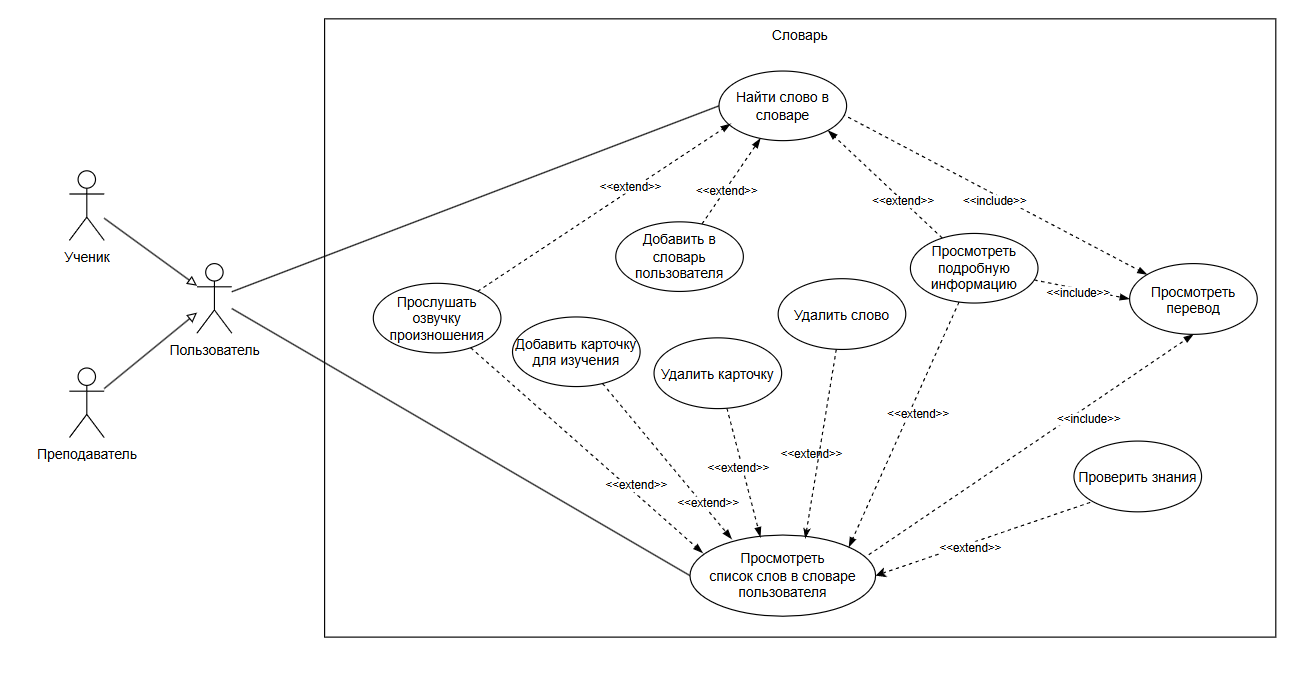 Словарь
Найти слово в
словаре
<<extend>>
<<extend>>
<<extend>>
<<include>>
Ученик
Добавить в
словарь
пользователя
Просмотреть
подробную
информацию
<<include>>
Просмотреть
перевод
Прослушать
озвучку
произношения
Удалить слово
Пользователь
Добавить карточку
для изучения
Удалить карточку
<<extend>>
<<include>>
Преподаватель
<<extend>>
<<extend>>
<<extend>>
<<extend>>
Проверить знания
<<extend>>
Просмотреть
список слов в словаре
пользователя